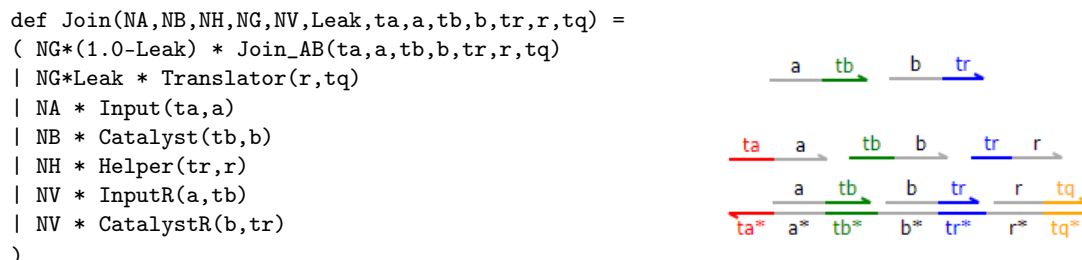 def Join(NA,NB,NH,NG,NV,Leak,ta,a,tb,b,tr,r,tq) =
( NG*(1.0-Leak) * Join_AB(ta,a,tb,b,tr,r,tq)
| NG*Leak * Translator(r,tq)
| NA * Input(ta,a)
| NB * Catalyst(tb,b)
| NH * Helper(tr,r)
| NV * InputR(a,tb)
| NV * CatalystR(b,tr)
)
a tb b tr
ta a tb b tr r
a tb b tr r tq
ta* a* tb* b* tr* r* tq*